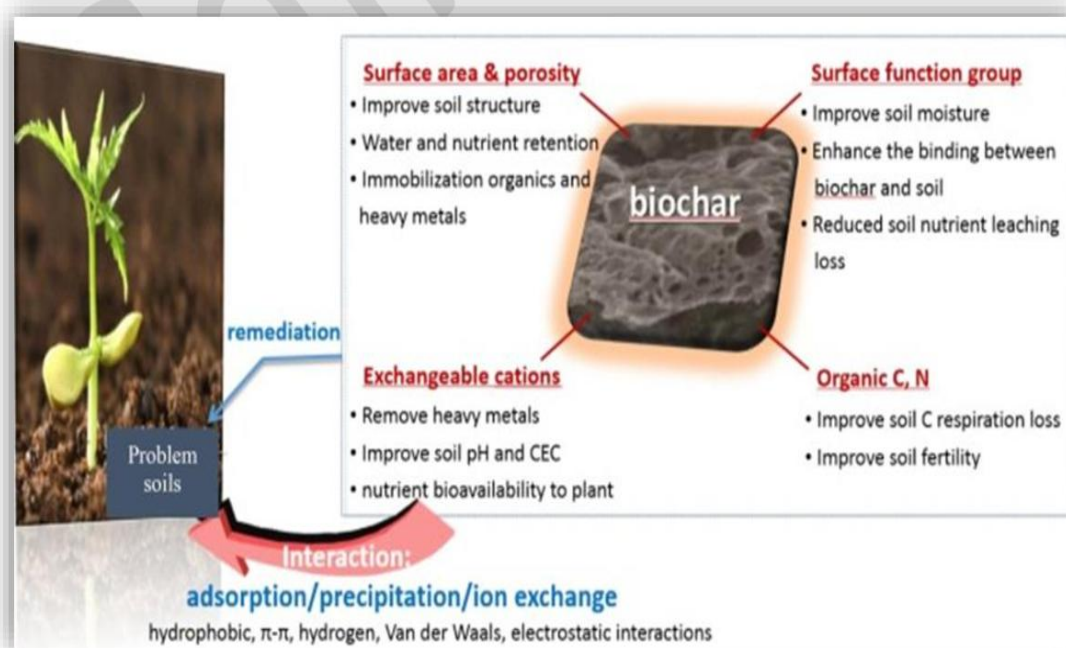 Surface area & porosity
• Improve soil structure
• Water and nutrient retention
• Immobilization organics and
heavy metals
Surface function group
• Improve soil moisture
• Enhance the binding between
biochar and soil
• Reduced soil nutrient leaching
loss
biochar
remediation
Excheangeable cations
• Remove heavy metals
• Improve soil pH and CEC
• nutrient bioavailability to plant
Organic C, N
• Improve soil C respiration loss
• Improve soil fertility
Problem
soils
Interaction:
adsorption/precipitation/ion exchange
hydrophobic, π-π, hydrogen, Van der Waals, electrostatic interactions